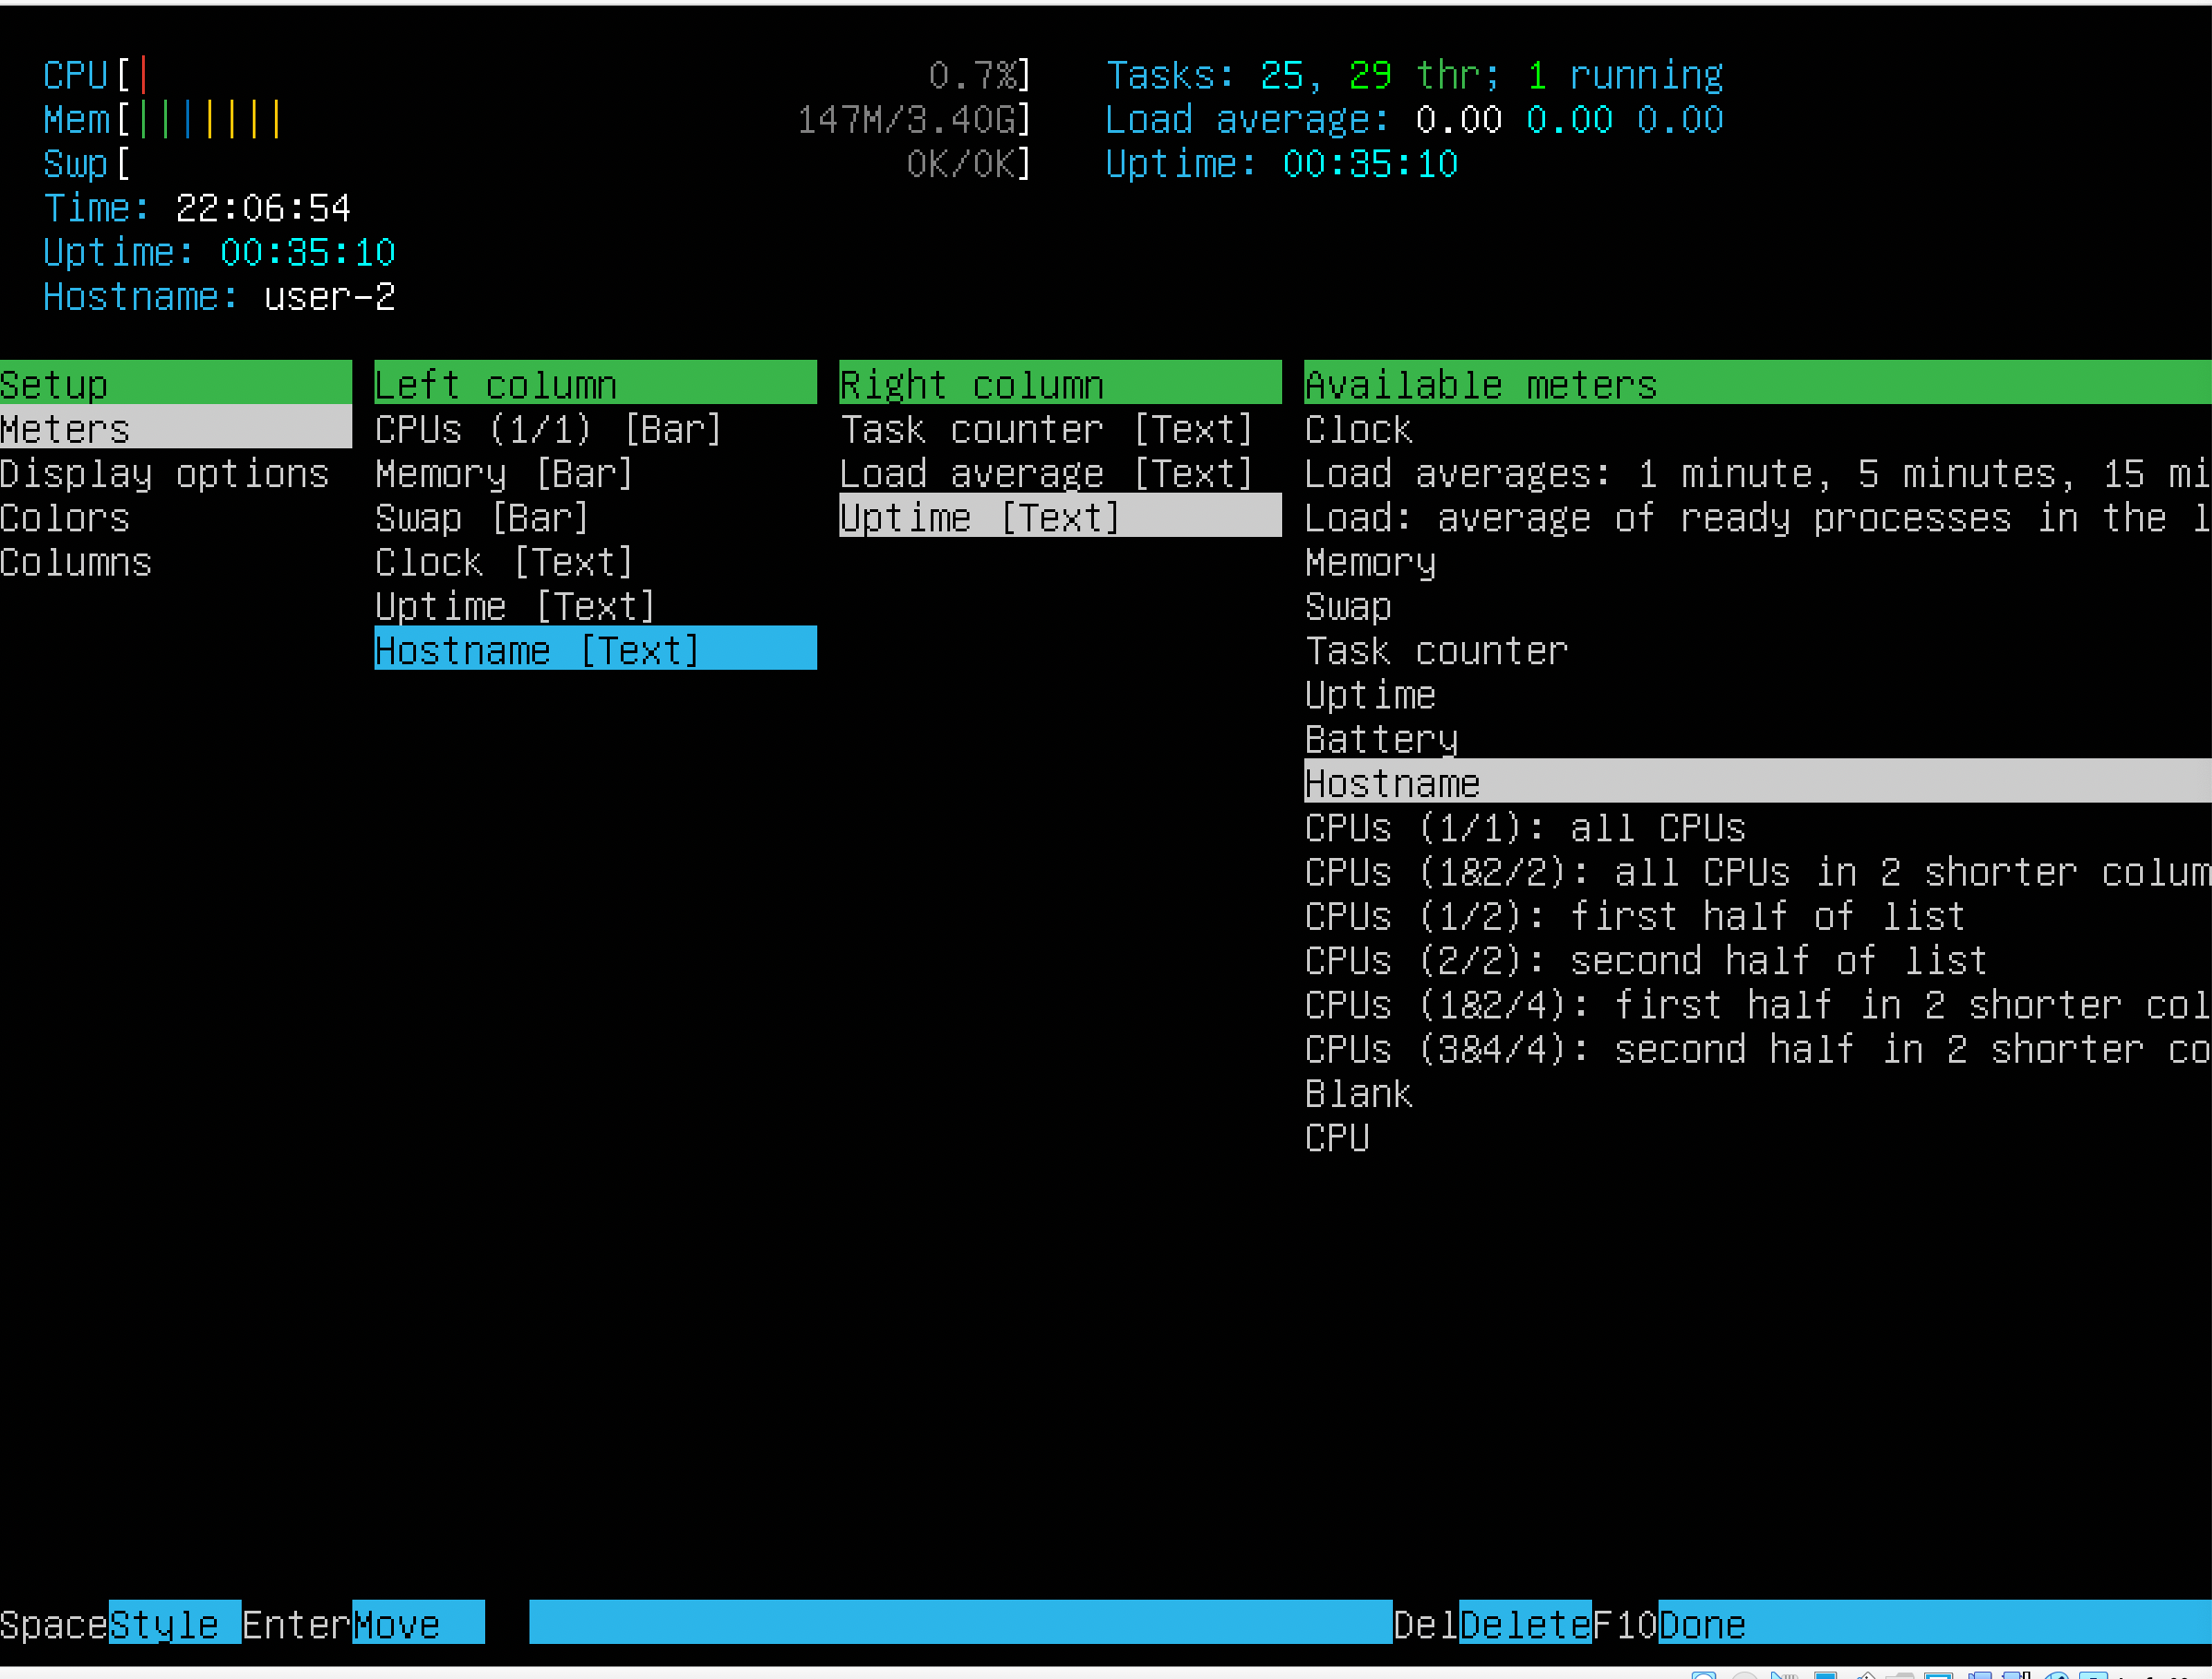 CPU[| 0.7%] Tasks: 25, 29 thr; 1 running
Mem[||||||| 147M/3.40G] Load average: 0.00 0.00 0.00
Swp[ 0K/0K] Uptime: 00:35:10
Time: 22:06:54
Uptime: 00:35:10
Hostname: user-2
Setup Left column Right column Available meters
Meters CPUs (1/1) [Bar] Task counter [Text] Clock
Display options Memory [Bar] Load average [Text] Load averages: 1 minute, 5 minutes, 15 mi
Colors Swap [Bar] Uptime [Text] Load: average of ready processes in the l
Columns Clock [Text] Memory
Uptime [Text] Swap
Hostname [Text] Task counter
Uptime
Battery
Hostname
CPUs (1/1): all CPUs
CPUs (1&2/2): all CPUs in 2 shorter colum
CPUs (1/2): first half of list
CPUs (2/2): second half of list
CPUs (1&2/4): first half in 2 shorter col
CPUs (3&4/4): second half in 2 shorter co
Blank
CPU
SpaceStyle EnterMove DelDeleteF10Done